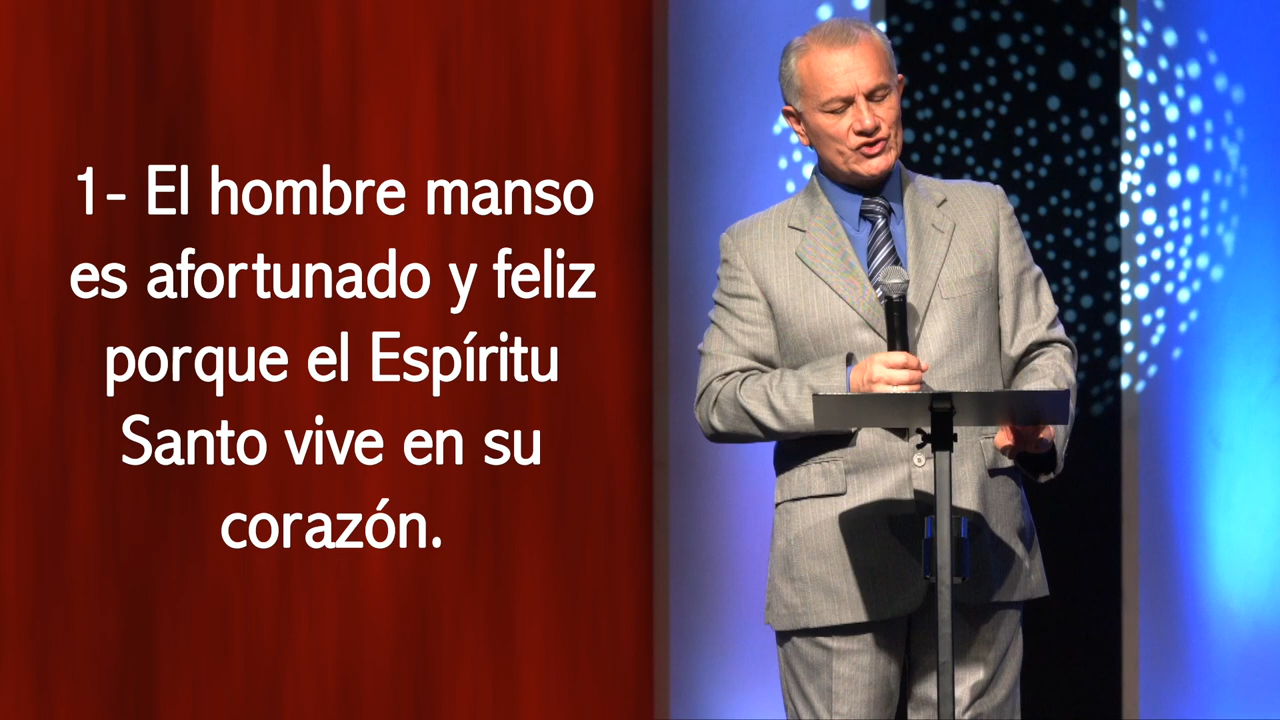 1- El hombre manso
es afortunado y feliz
porque el Espíritu
Santo vive en su
corazón.